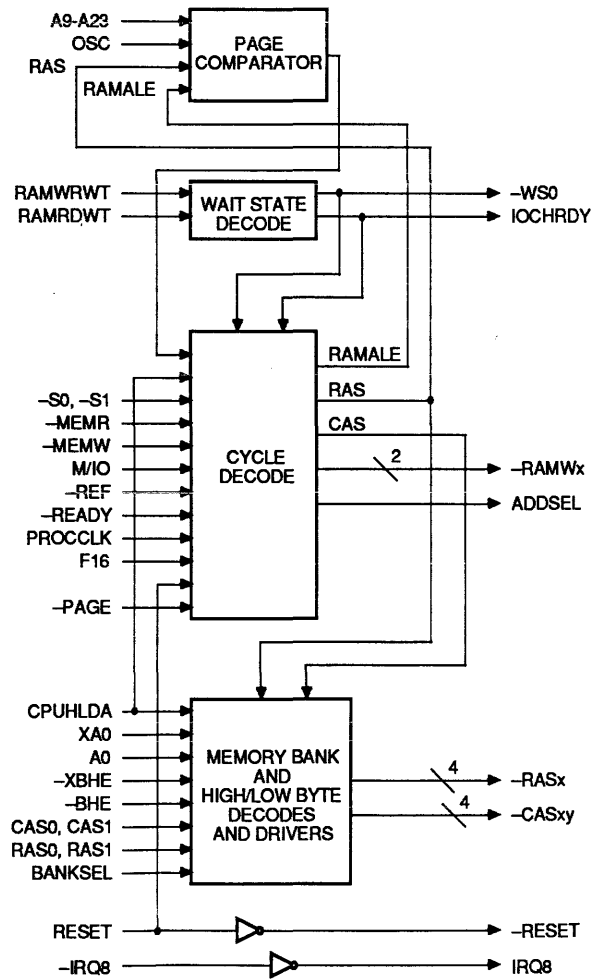 A9-A23
OSC
RAS
RAMALE
PAGE
COMPARATOR
RAMWRWT
RAMRDWT
WAIT STATE
DECODE
–WS0
IOCHRDY
RAMALE
RAS
CAS
–S0, –S1
–MEMR
–MEMW
M/IO
–REF
–READY
PROCCLK
F16
–PAGE
CYCLE
DECODE
2
–RAMWx
ADDSEL
CPUHLDA
XA0
A0
–XBHE
–BHE
CAS0, CAS1
RAS0, RAS1
BANKSEL
MEMORY BANK
AND
HIGH/LOW BYTE
DECODES
AND DRIVERS
4
–RASx
4
–CASxy
RESET
–RESET
–IRQ8
IRQ8